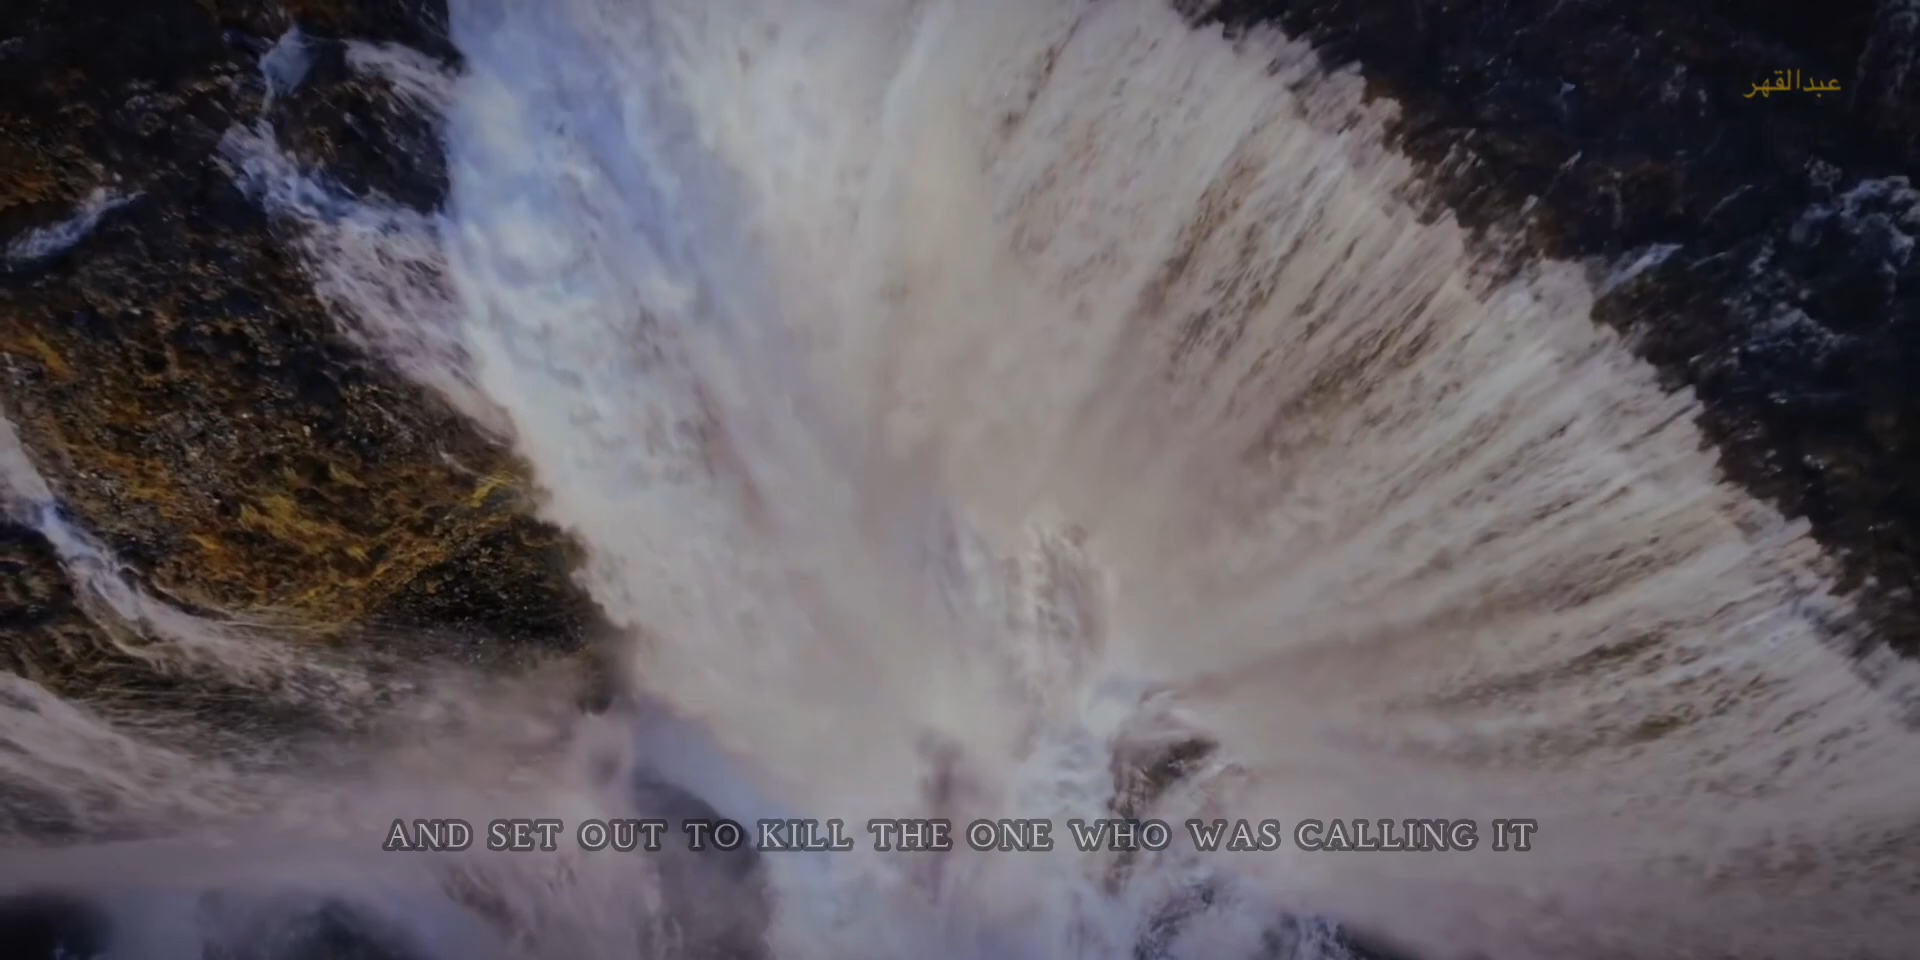 عبدالقهر
AND SET OUT TO KILL THE ONE WHO WAS CALLING IT